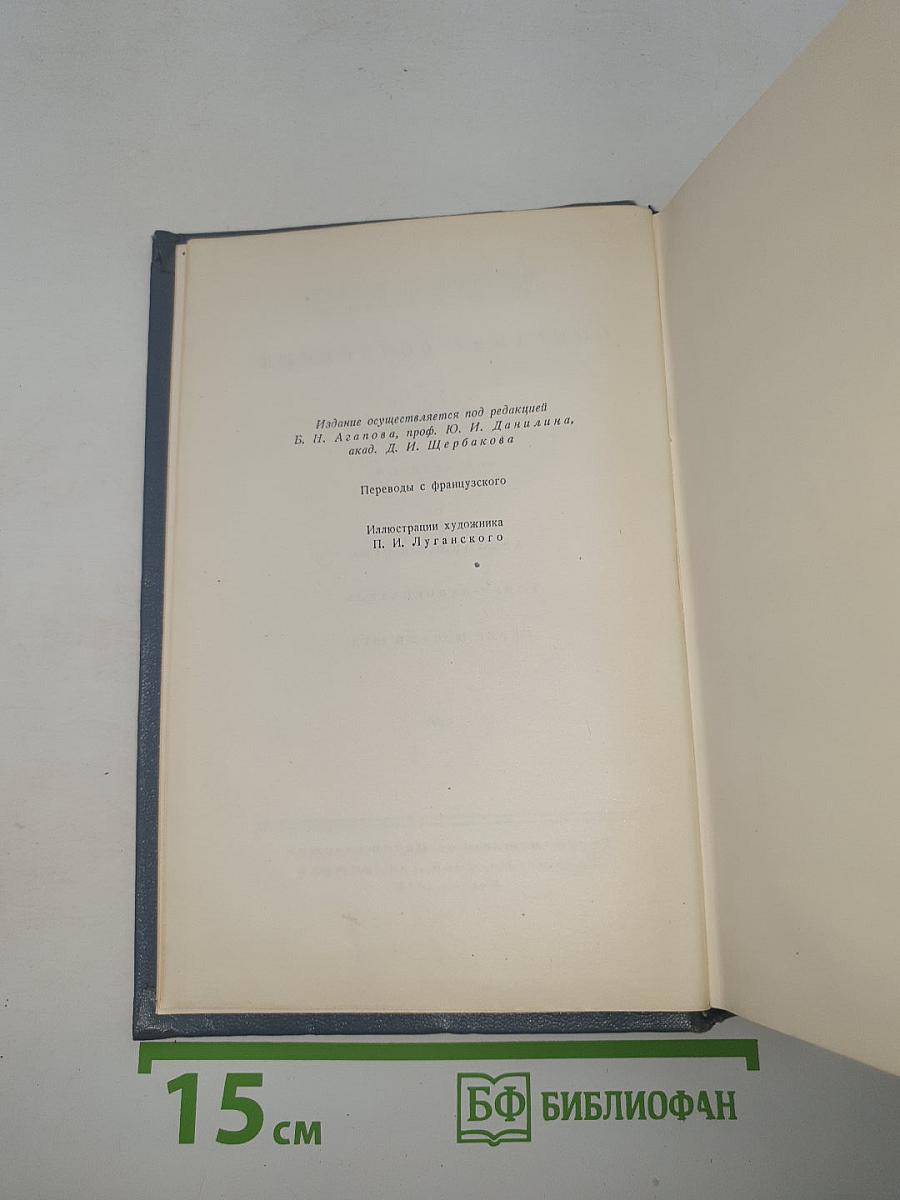 Издание осуществляется под редакцией
Б. Н. Агапова, проф. Ю. И. Данилина,
акад. Д. И. Щербакова
Переводы с французского
Иллюстрации художника
П. И. Луганского
15 см
БФ БИБЛИОФАН